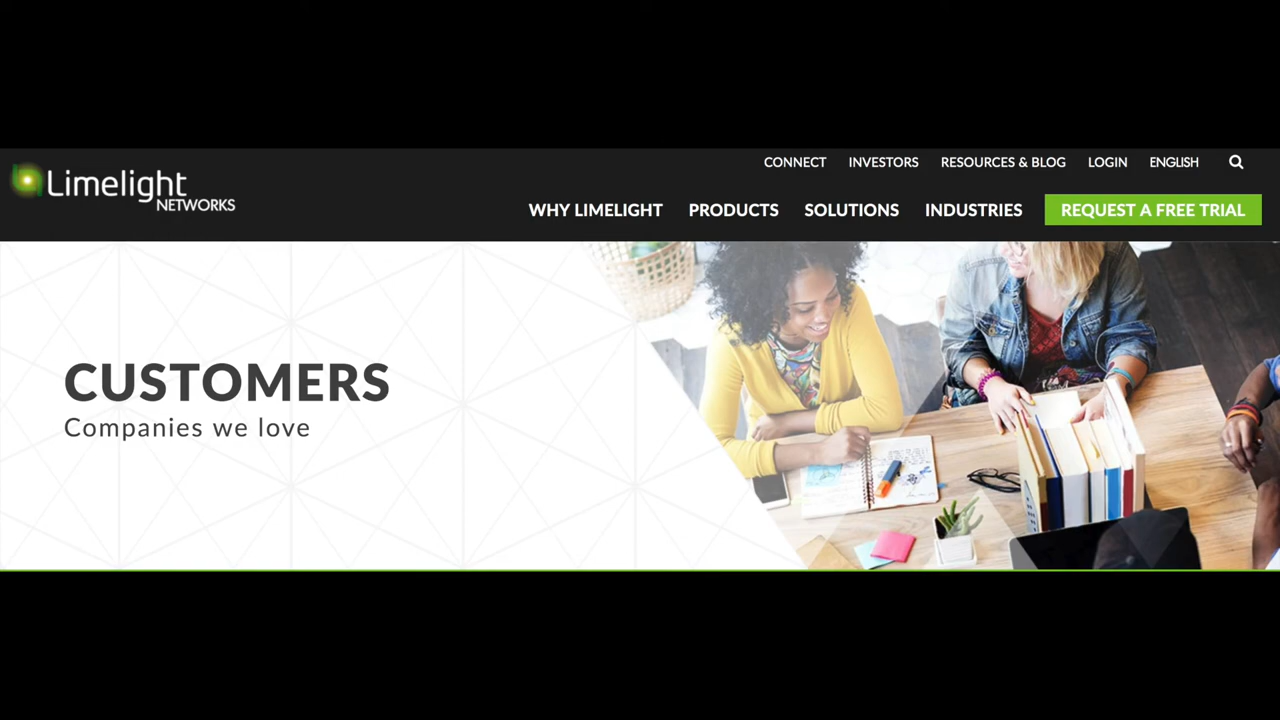 Limelight
NETWORKS
CONNECT INVESTORS RESOURCES & BLOG LOGIN ENGLISH
WHY LIMELIGHT PRODUCTS SOLUTIONS INDUSTRIES REQUEST A FREE TRIAL
CUSTOMERS
Companies we love